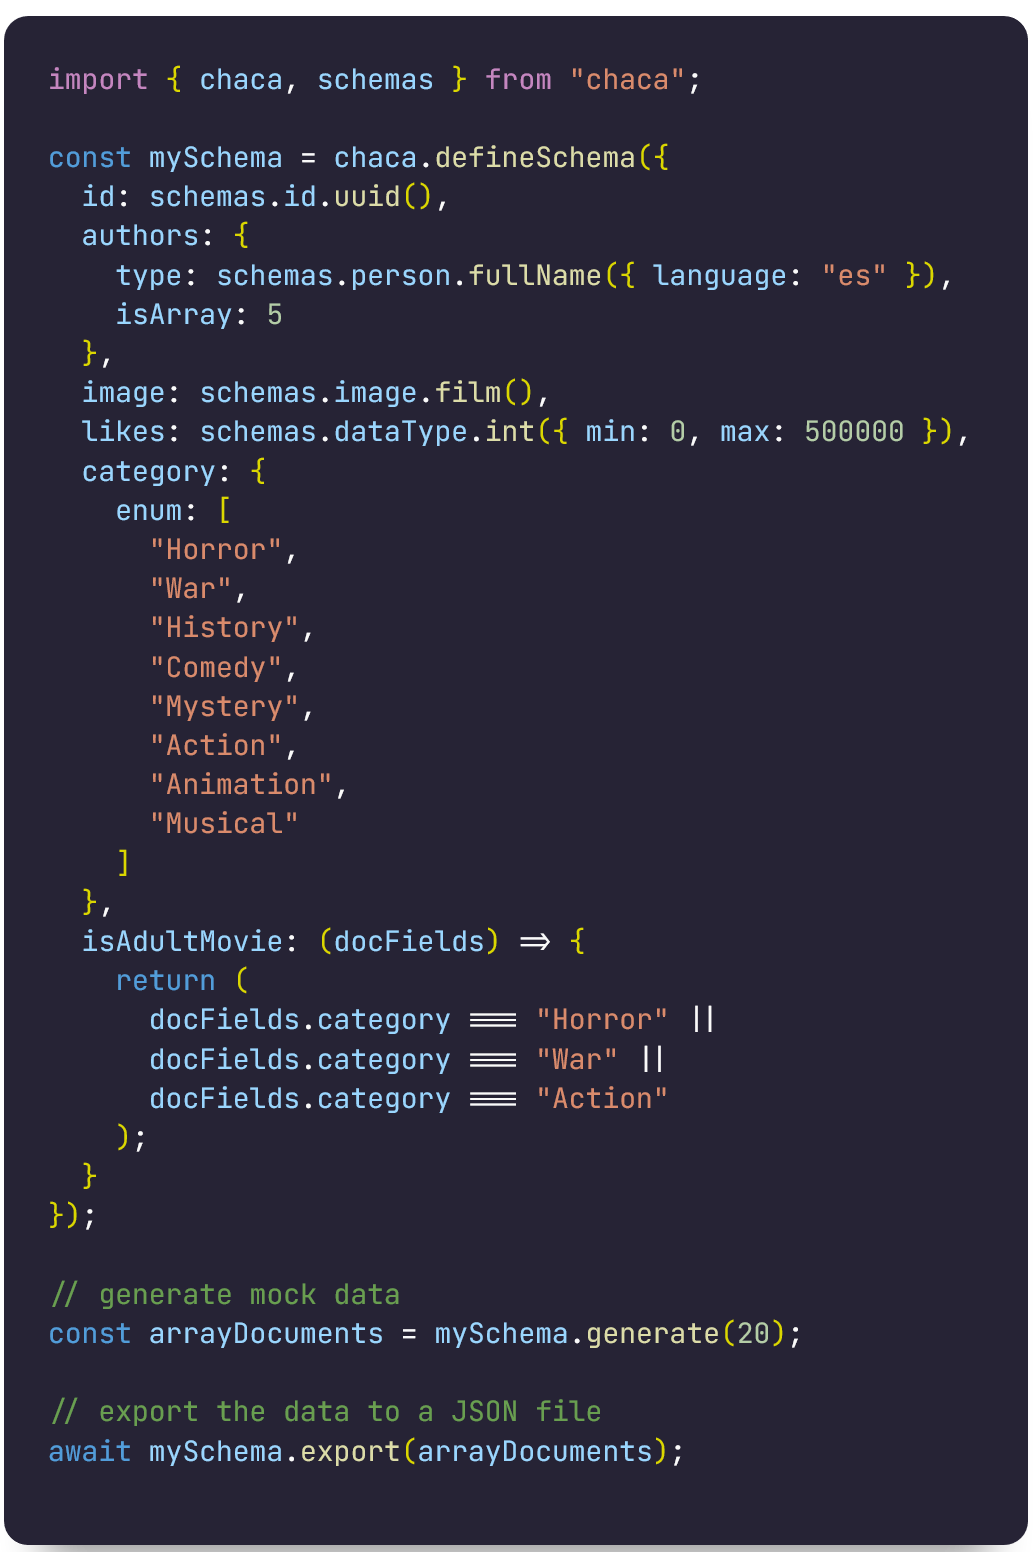 import { chaca, schemas } from "chaca";

const mySchema = chaca.defineSchema({
  id: schemas.id.uuid(),
  authors: {
    type: schemas.person.fullName({ language: "es" }),
    isArray: 5
  },
  image: schemas.image.film(),
  likes: schemas.dataType.int({ min: 0, max: 500000 }),
  category: {
    enum: [
      "Horror",
      "War",
      "History",
      "Comedy",
      "Mystery",
      "Action",
      "Animation",
      "Musical"
    ]
  },
  isAdultMovie: (docFields) => {
    return (
      docFields.category === "Horror" ||
      docFields.category === "War" ||
      docFields.category === "Action"
    );
  }
});

// generate mock data
const arrayDocuments = mySchema.generate(20);

// export the data to a JSON file
await mySchema.export(arrayDocuments);